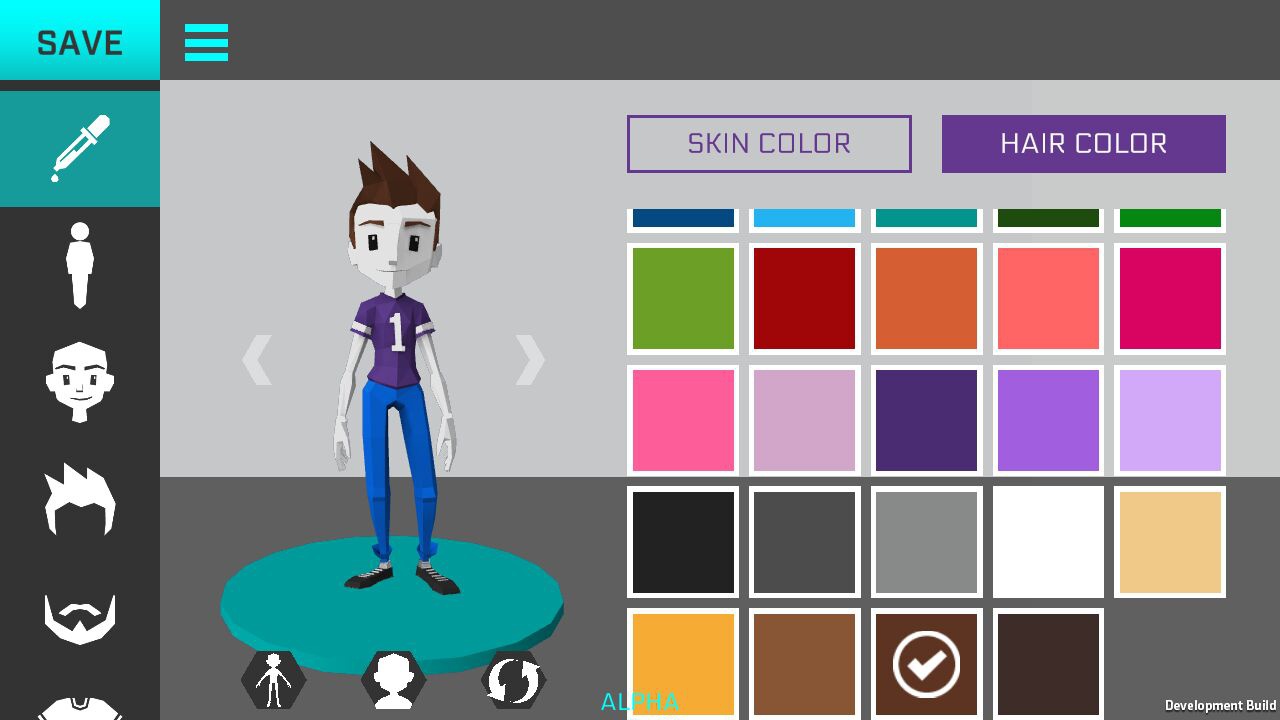 SAVE
SKIN COLOR
HAIR COLOR
1
ALPHA
Development Build